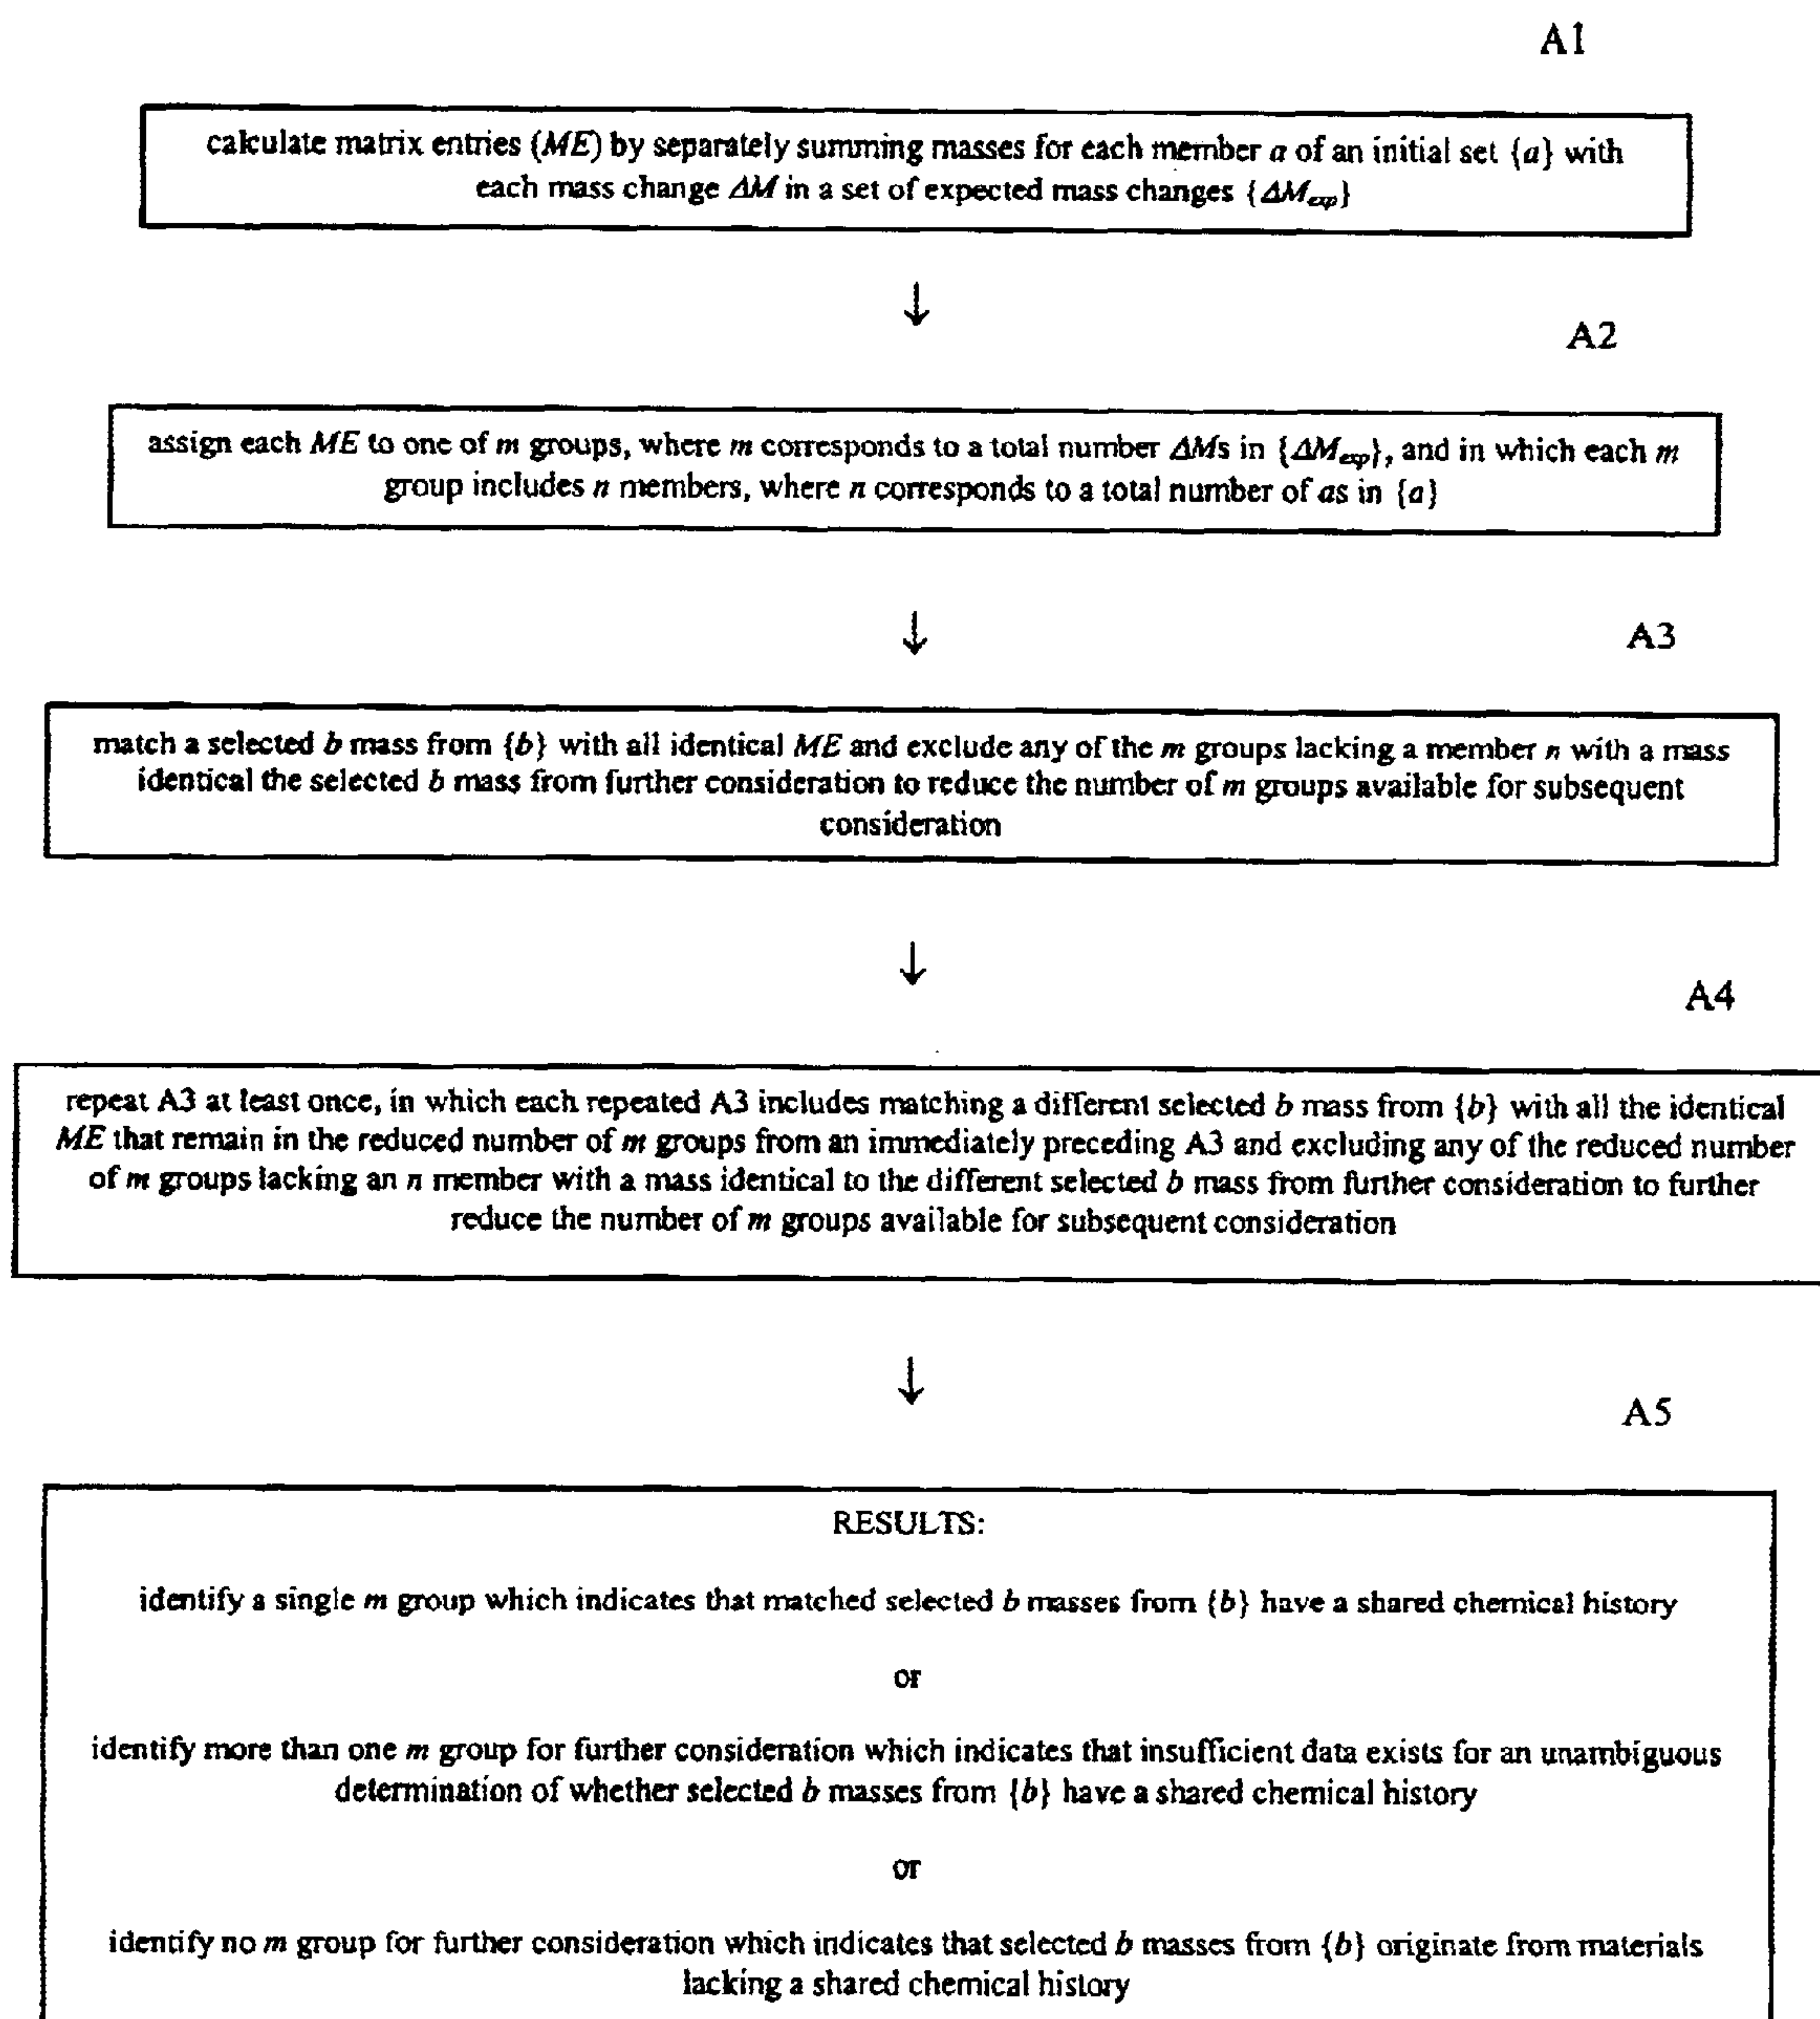 A1
calculate matrix entries (ME) by separately summing masses for each member a of an initial set {a} with
each mass change ΔM in a set of expected mass changes {ΔMexp}
↓
A2
assign each ME to one of m groups, where m corresponds to a total number ΔMs in {ΔMexp}, and in which each m
group includes n members, where n corresponds to a total number of as in {a}
↓
A3
match a selected b mass from {b} with all identical ME and exclude any of the m groups lacking a member n with a mass
identical the selected b mass from further consideration to reduce the number of m groups available for subsequent
consideration
↓
A4
repeat A3 at least once, in which each repeated A3 includes matching a different selected b mass from {b} with all the identical
ME that remain in the reduced number of m groups from an immediately preceding A3 and excluding any of the reduced number
of m groups lacking an n member with a mass identical to the different selected b mass from further consideration to further
reduce the number of m groups available for subsequent consideration
↓
A5
RESULTS:
identify a single m group which indicates that matched selected b masses from {b} have a shared chemical history
or
identify more than one m group for further consideration which indicates that insufficient data exists for an unambiguous
determination of whether selected b masses from {b} have a shared chemical history
or
identify no m group for further consideration which indicates that selected b masses from {b} originate from materials
lacking a shared chemical history